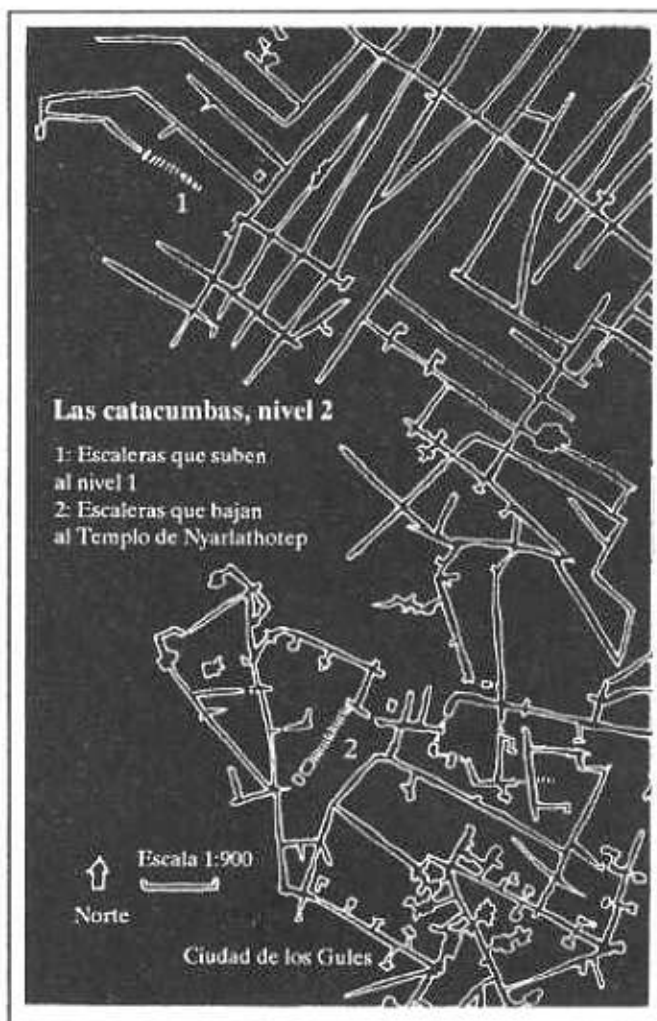 1
Las catacumbas, nivel 2
1: Escaleras que suben
al nivel 1
2: Escaleras que bajan
al Templo de Nyarlathotep
2
Escala 1:900
Norte
Ciudad de los Gules